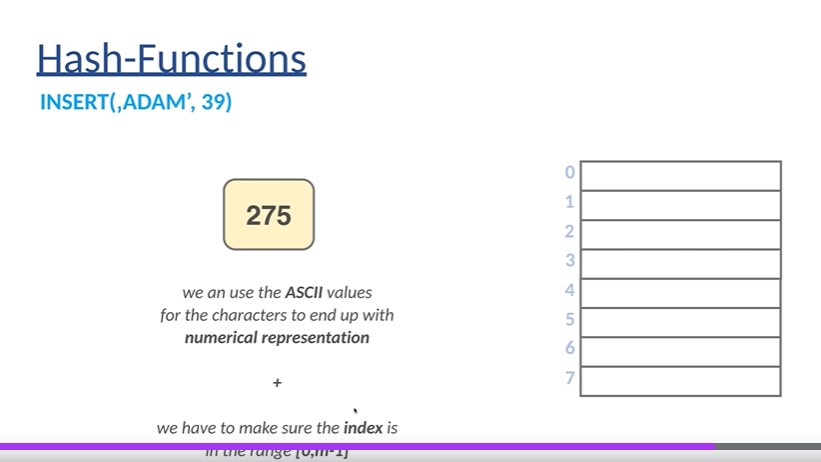 Hash-Functions
INSERT(‚ADAM’, 39)
275
we an use the ASCII values
for the characters to end up with
numerical representation
+
we have to make sure the index is
in the range [0,m-1]
0
1
2
3
4
5
6
7